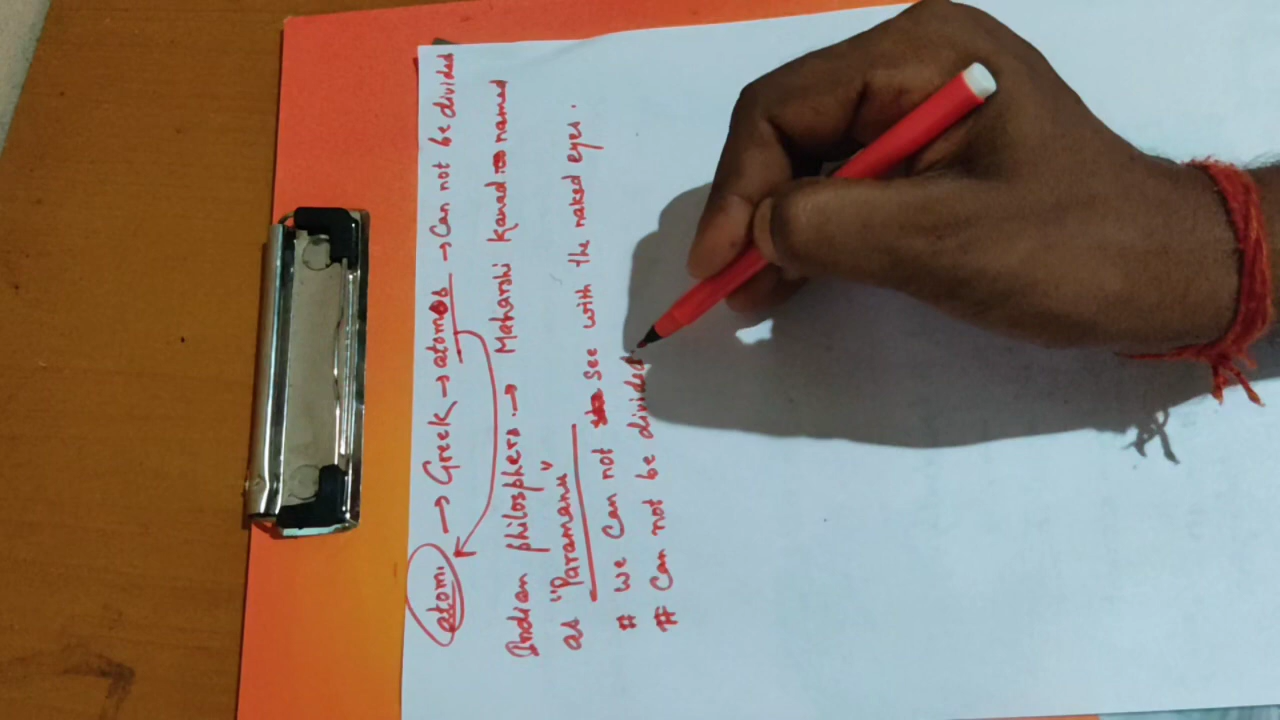 atom. → Greek → atomos → Can not be divided
Indian philosphers. → Maharshi Kanad named
as "Paramanu"
# We can not see with the naked eyes.
# Can not be divided.